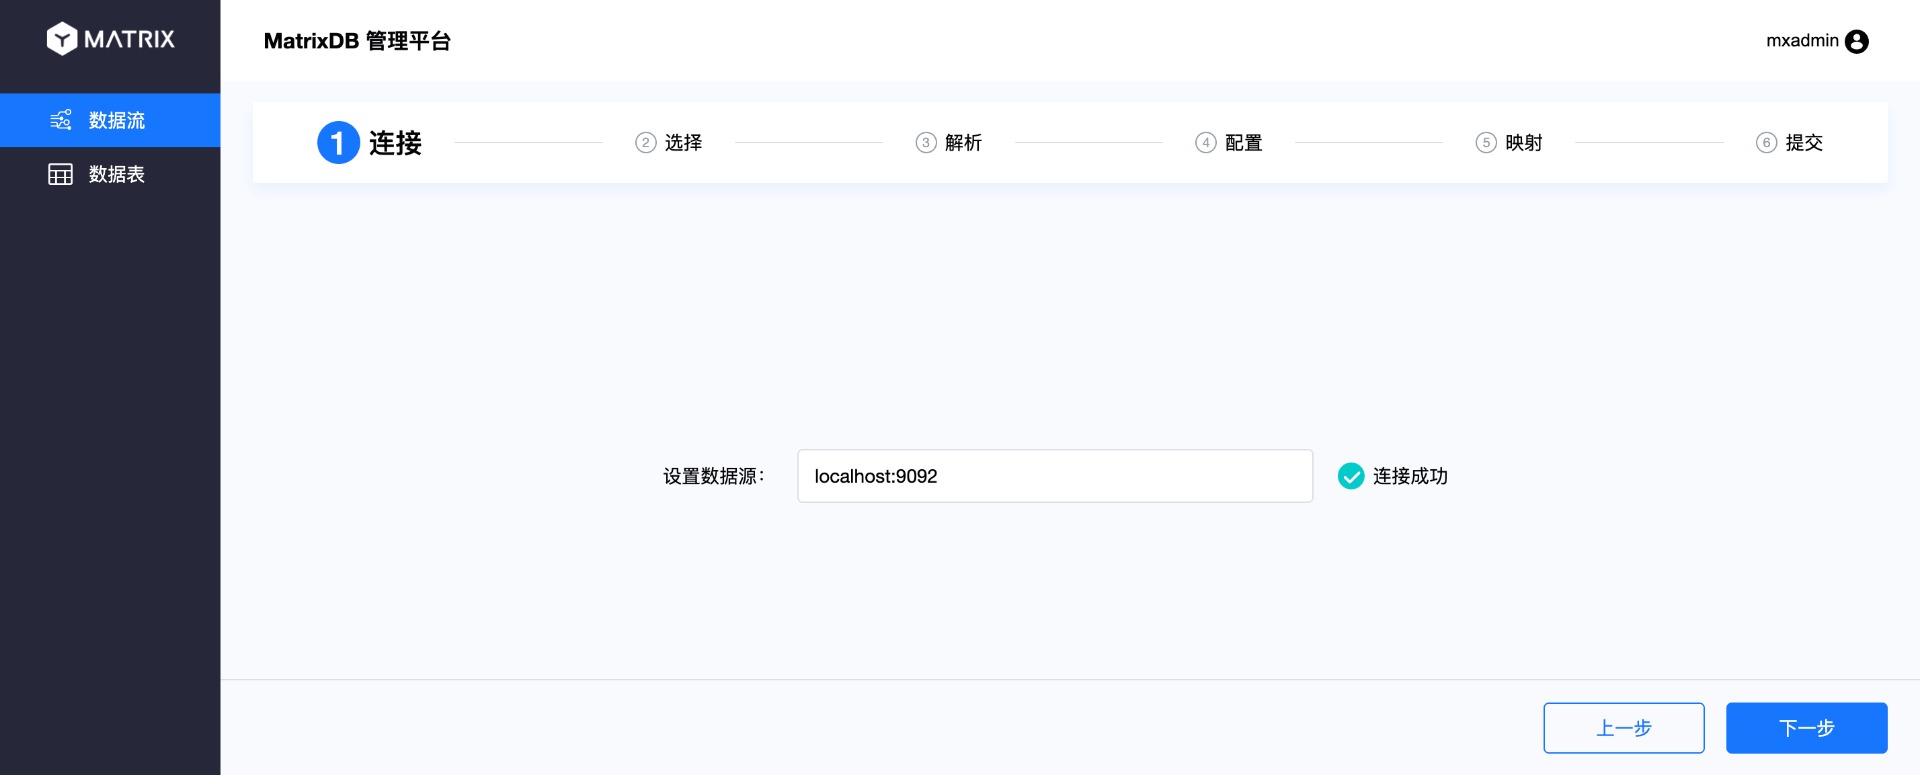 MATRIX
MatrixDB 管理平台
mxadmin
数据流
数据表
1 连接
2 选择
3 解析
4 配置
5 映射
6 提交
设置数据源：
localhost:9092
连接成功
上一步
下一步